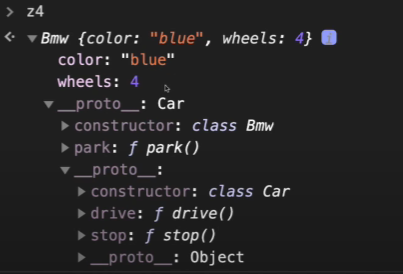 > z4
Bmw {color: "blue", wheels: 4} i
color: "blue"
wheels: 4
__proto__: Car
constructor: class Bmw
park: ƒ park()
__proto__:
constructor: class Car
drive: ƒ drive()
stop: ƒ stop()
__proto__: Object